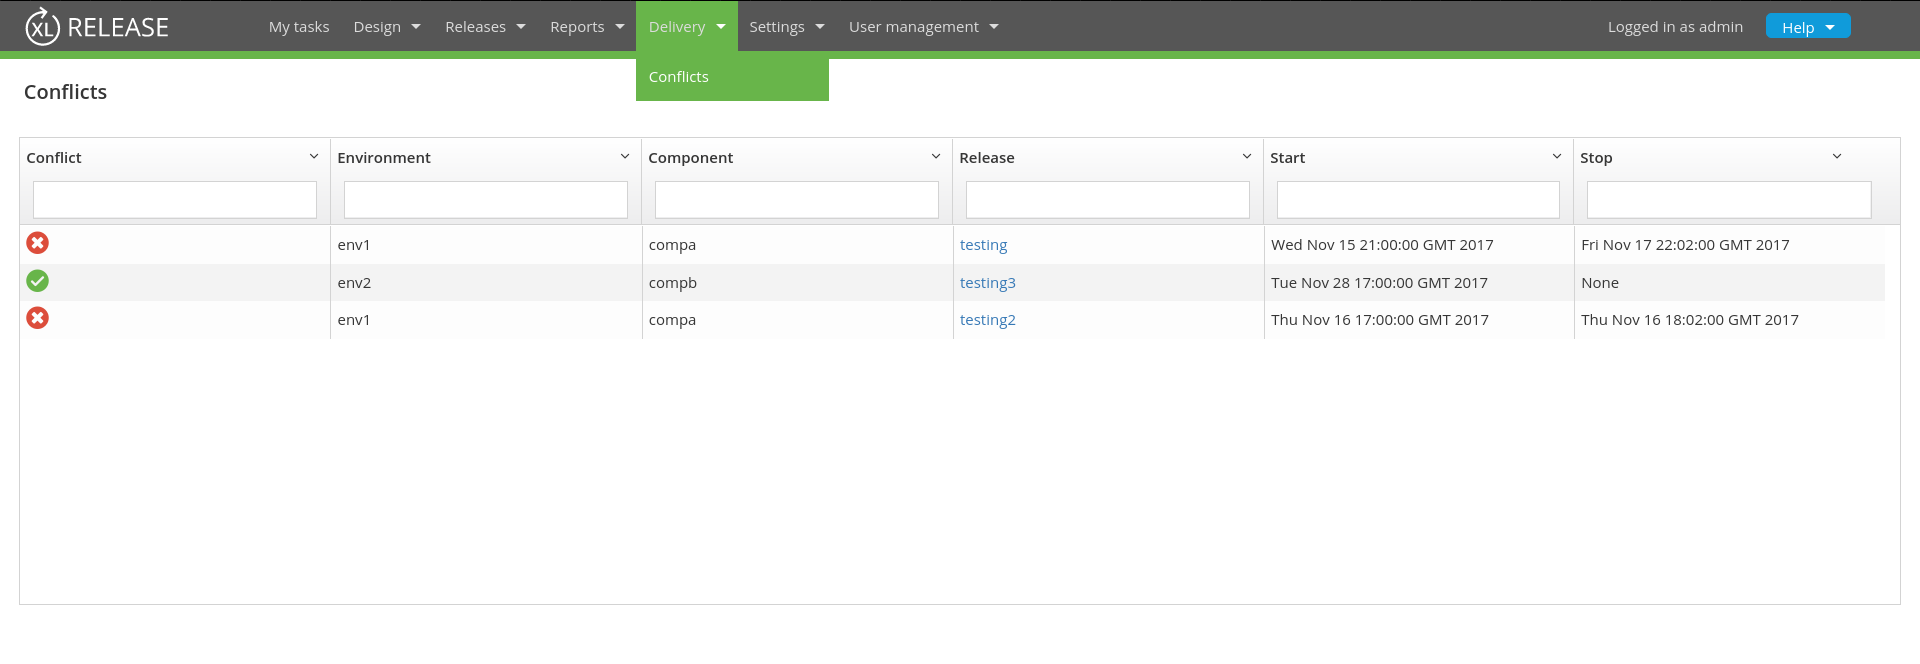 XL RELEASE My tasks Design Releases Reports Delivery Settings User management Logged in as admin Help
Conflicts
Conflicts
Conflict Environment Component Release Start Stop
env1 compa testing Wed Nov 15 21:00:00 GMT 2017 Fri Nov 17 22:02:00 GMT 2017
env2 compb testing3 Tue Nov 28 17:00:00 GMT 2017 None
env1 compa testing2 Thu Nov 16 17:00:00 GMT 2017 Thu Nov 16 18:02:00 GMT 2017